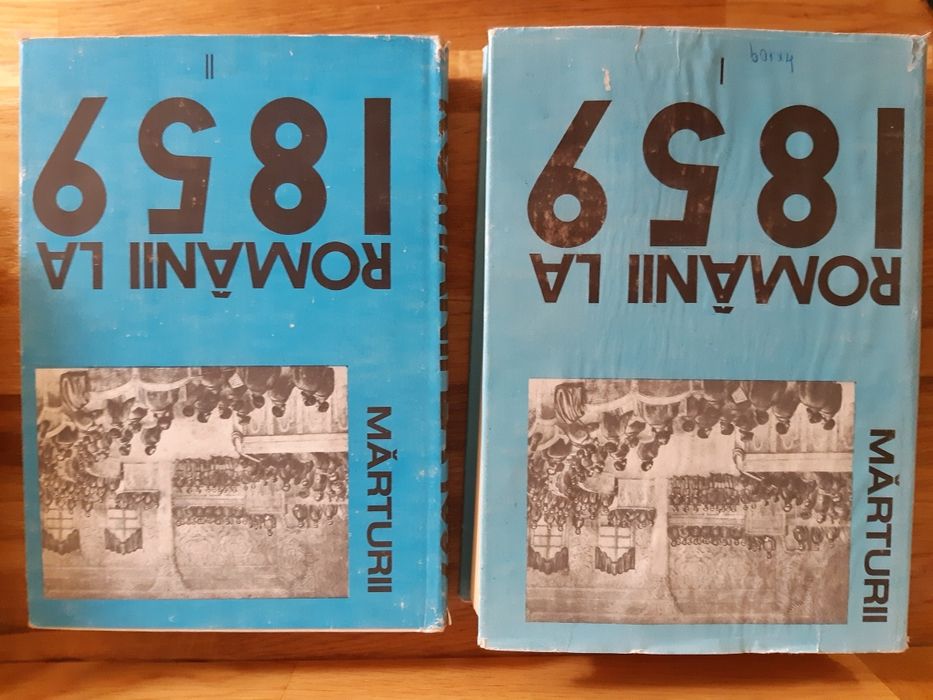 MĂRTURII
ROMÂNII LA
1859
I
MĂRTURII
ROMÂNII LA
1859
II